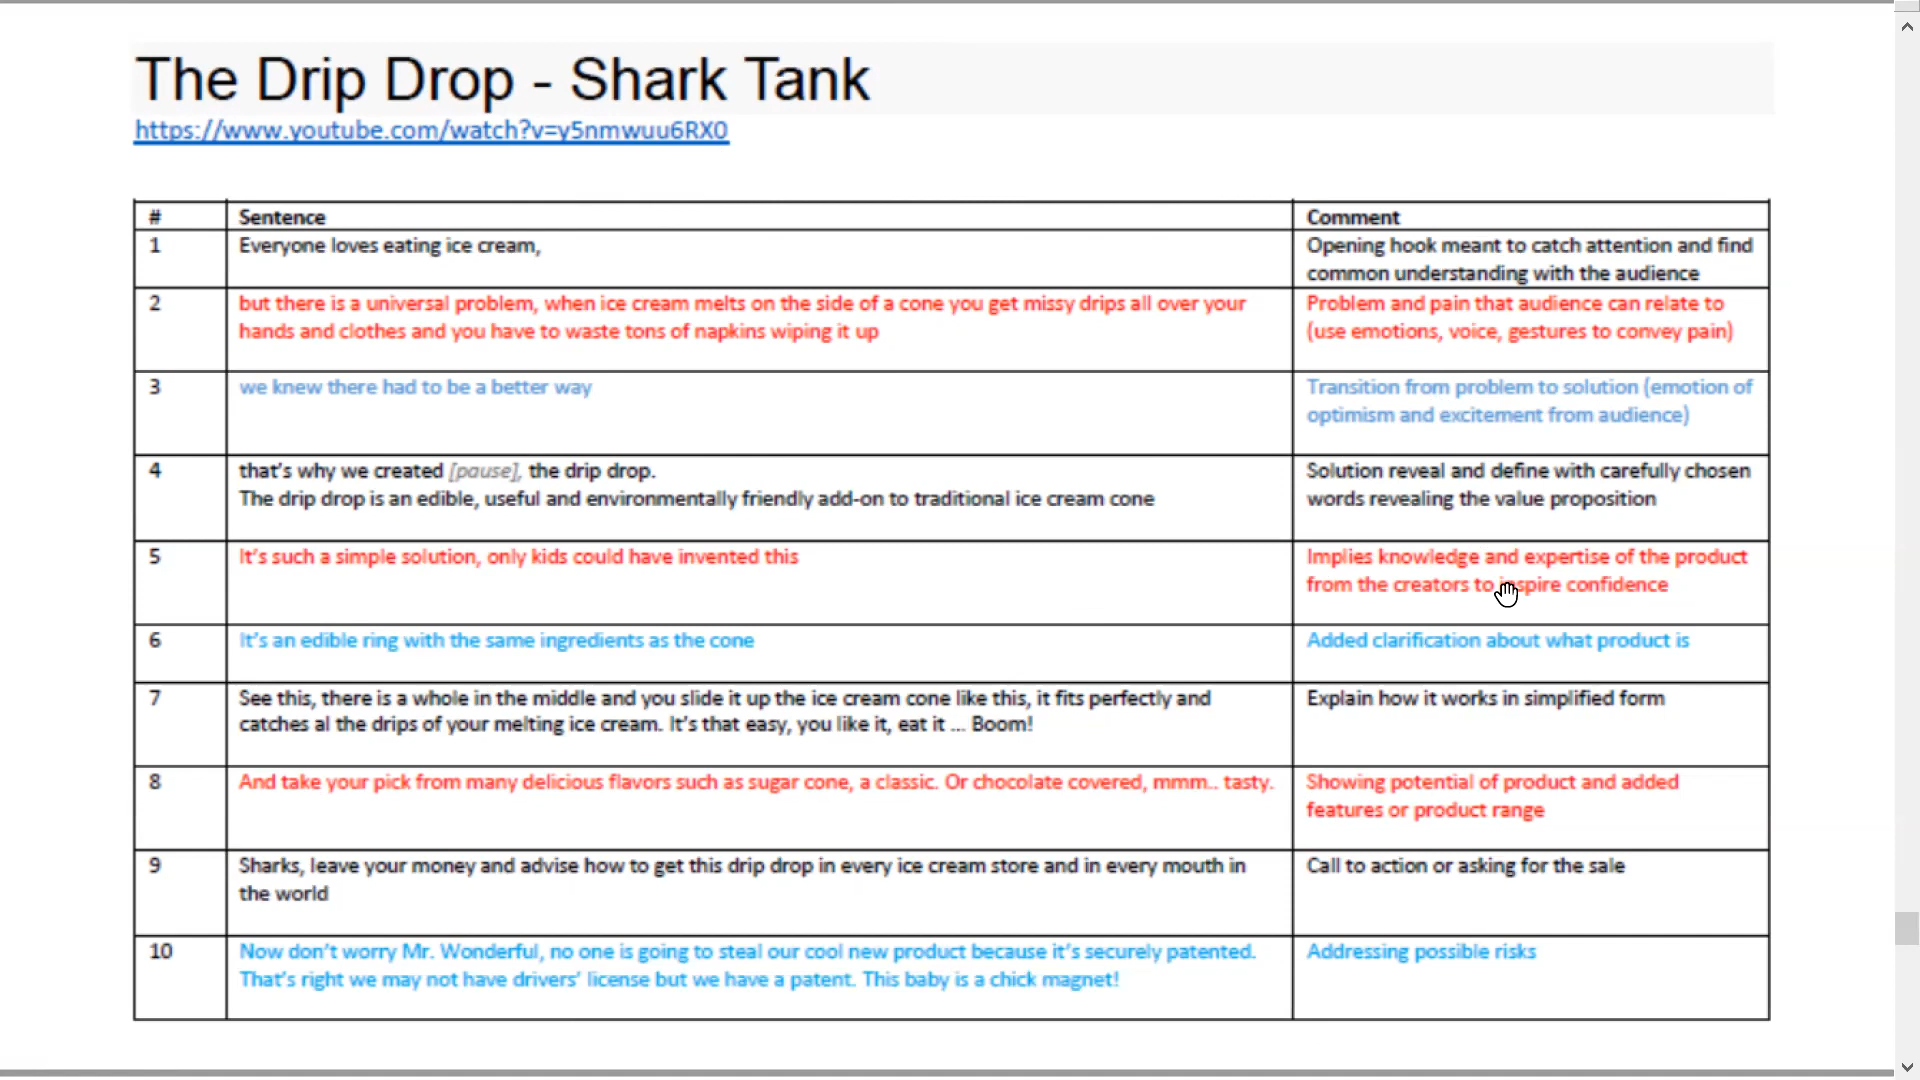 The Drip Drop - Shark Tank
https://www.youtube.com/watch?v=y5nmwuu6RX0
# Sentence Comment
1 Everyone loves eating ice cream, Opening hook meant to catch attention and find
common understanding with the audience
2 but there is a universal problem, when ice cream melts on the side of a cone you get missy drips all over your Problem and pain that audience can relate to
hands and clothes and you have to waste tons of napkins wiping it up (use emotions, voice, gestures to convey pain)
3 we knew there had to be a better way Transition from problem to solution (emotion of
optimism and excitement from audience)
4 that's why we created [pause], the drip drop. Solution reveal and define with carefully chosen
The drip drop is an edible, useful and environmentally friendly add-on to traditional ice cream cone words revealing the value proposition
5 It's such a simple solution, only kids could have invented this Implies knowledge and expertise of the product
from the creators to inspire confidence
6 It's an edible ring with the same ingredients as the cone Added clarification about what product is
7 See this, there is a whole in the middle and you slide it up the ice cream cone like this, it fits perfectly and Explain how it works in simplified form
catches al the drips of your melting ice cream. It's that easy, you like it, eat it ... Boom!
8 And take your pick from many delicious flavors such as sugar cone, a classic. Or chocolate covered, mmm.. tasty. Showing potential of product and added
features or product range
9 Sharks, leave your money and advise how to get this drip drop in every ice cream store and in every mouth in Call to action or asking for the sale
the world
10 Now don't worry Mr. Wonderful, no one is going to steal our cool new product because it's securely patented. Addressing possible risks
That's right we may not have drivers' license but we have a patent. This baby is a chick magnet!